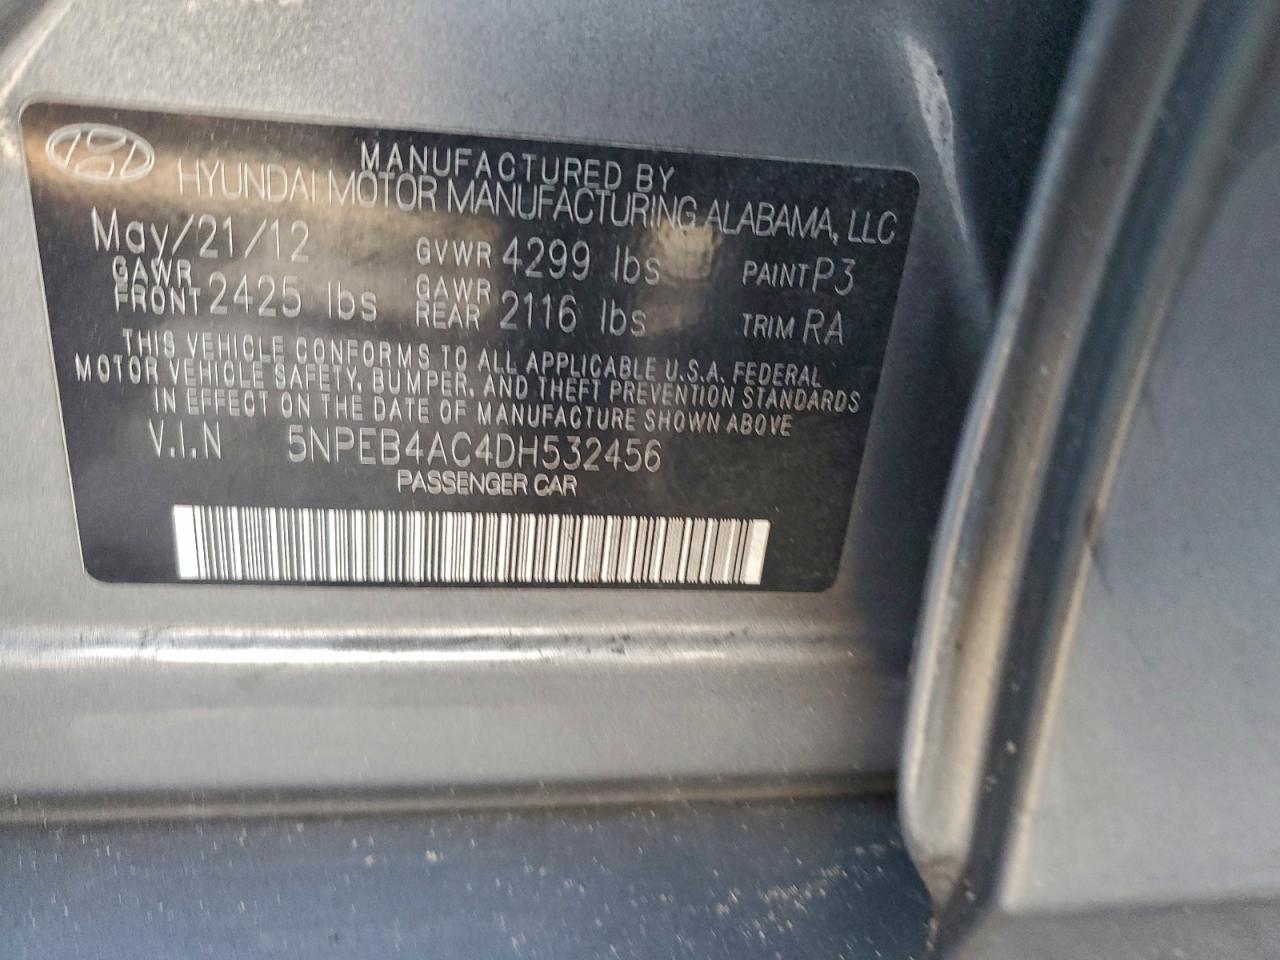 MANUFACTURED BY
HYUNDAI MOTOR MANUFACTURING ALABAMA, LLC
May/21/12 GVWR 4299 lbs PAINT P3
GAWR FRONT 2425 lbs GAWR REAR 2116 lbs TRIM RA
THIS VEHICLE CONFORMS TO ALL APPLICABLE U.S.A. FEDERAL
MOTOR VEHICLE SAFETY, BUMPER, AND THEFT PREVENTION STANDARDS
IN EFFECT ON THE DATE OF MANUFACTURE SHOWN ABOVE
V.I.N 5NPEB4AC4DH532456
PASSENGER CAR